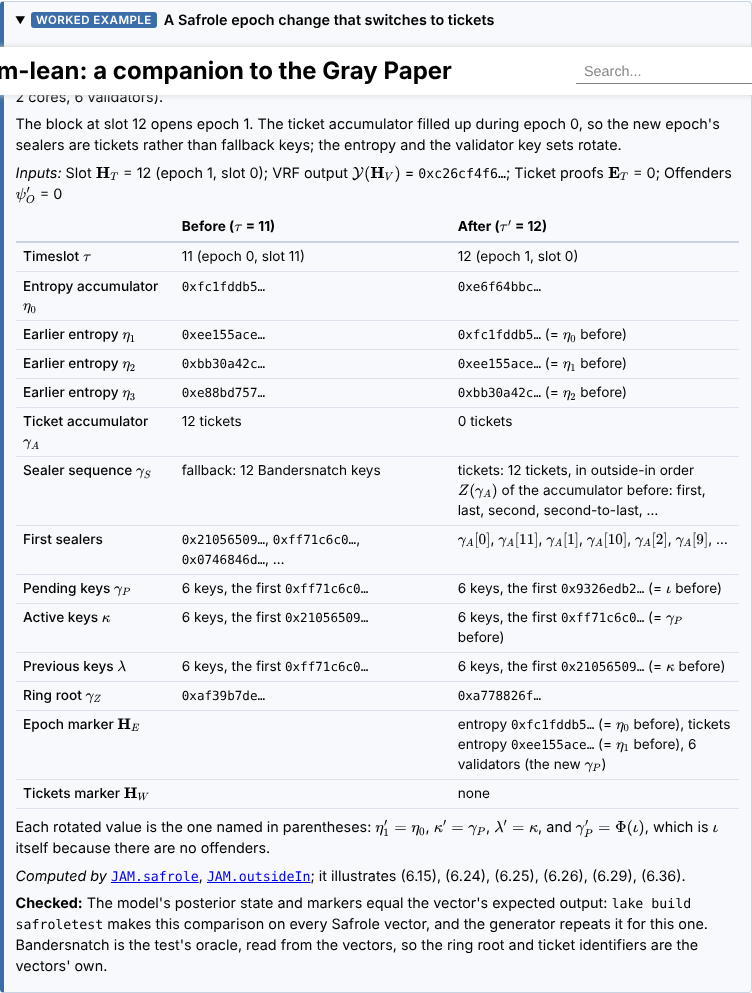 ▼ WORKED EXAMPLE A Safrole epoch change that switches to tickets
m-lean: a companion to the Gray Paper
Search...
2 cores, 6 validators).
The block at slot 12 opens epoch 1. The ticket accumulator filled up during epoch 0, so the new epoch's
sealers are tickets rather than fallback keys; the entropy and the validator key sets rotate.
Inputs: Slot H_T = 12 (epoch 1, slot 0); VRF output 𝒴(H_V) = 0xc26cf4f6…; Ticket proofs E_T = 0; Offenders
ψ′_O = 0
Before (τ = 11) After (τ′ = 12)
Timeslot τ 11 (epoch 0, slot 11) 12 (epoch 1, slot 0)
Entropy accumulator 0xfc1fddb5… 0xe6f64bbc…
η₀
Earlier entropy η₁ 0xee155ace… 0xfc1fddb5… (= η₀ before)
Earlier entropy η₂ 0xbb30a42c… 0xee155ace… (= η₁ before)
Earlier entropy η₃ 0xe88bd757… 0xbb30a42c… (= η₂ before)
Ticket accumulator 12 tickets 0 tickets
γ_A
Sealer sequence γ_S fallback: 12 Bandersnatch keys tickets: 12 tickets, in outside-in order
Z(γ_A) of the accumulator before: first,
last, second, second-to-last, …
First sealers 0x21056509…, 0xff71c6c0…, γ_A[0], γ_A[11], γ_A[1], γ_A[10], γ_A[2], γ_A[9], …
0x0746846d…, …
Pending keys γ_P 6 keys, the first 0xff71c6c0… 6 keys, the first 0x9326edb2… (= ι before)
Active keys κ 6 keys, the first 0x21056509… 6 keys, the first 0xff71c6c0… (= γ_P
before)
Previous keys λ 6 keys, the first 0xff71c6c0… 6 keys, the first 0x21056509… (= κ before)
Ring root γ_Z 0xaf39b7de… 0xa778826f…
Epoch marker H_E entropy 0xfc1fddb5… (= η₀ before), tickets
entropy 0xee155ace… (= η₁ before), 6
validators (the new γ_P)
Tickets marker H_W none
Each rotated value is the one named in parentheses: η′₁ = η₀, κ′ = γ_P, λ′ = κ, and γ′_P = Φ(ι), which is ι
itself because there are no offenders.
Computed by JAM.safrole, JAM.outsideIn; it illustrates (6.15), (6.24), (6.25), (6.26), (6.29), (6.36).
Checked: The model's posterior state and markers equal the vector's expected output: lake build
safroletest makes this comparison on every Safrole vector, and the generator repeats it for this one.
Bandersnatch is the test's oracle, read from the vectors, so the ring root and ticket identifiers are the
vectors' own.